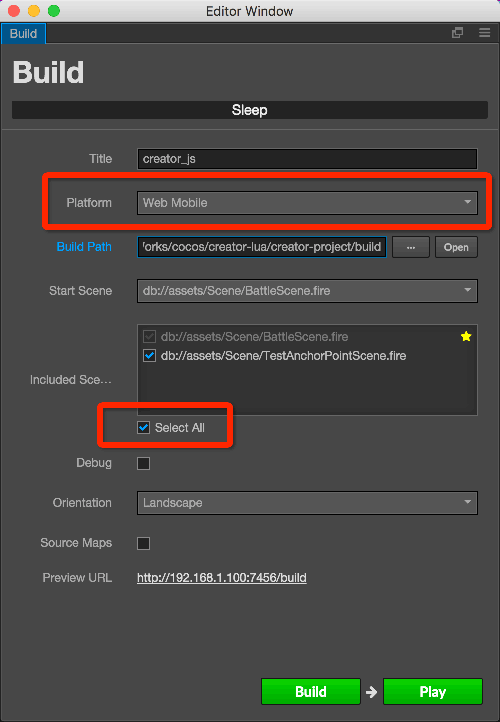 Editor Window
Build
Build
Sleep
Title creator_js
Platform Web Mobile
Build Path /orks/cocos/creator-lua/creator-project/build ... Open
Start Scene db://assets/Scene/BattleScene.fire
db://assets/Scene/BattleScene.fire
db://assets/Scene/TestAnchorPointScene.fire
Included Sce...
Select All
Debug
Orientation Landscape
Source Maps
Preview URL http://192.168.1.100:7456/build
Build Play